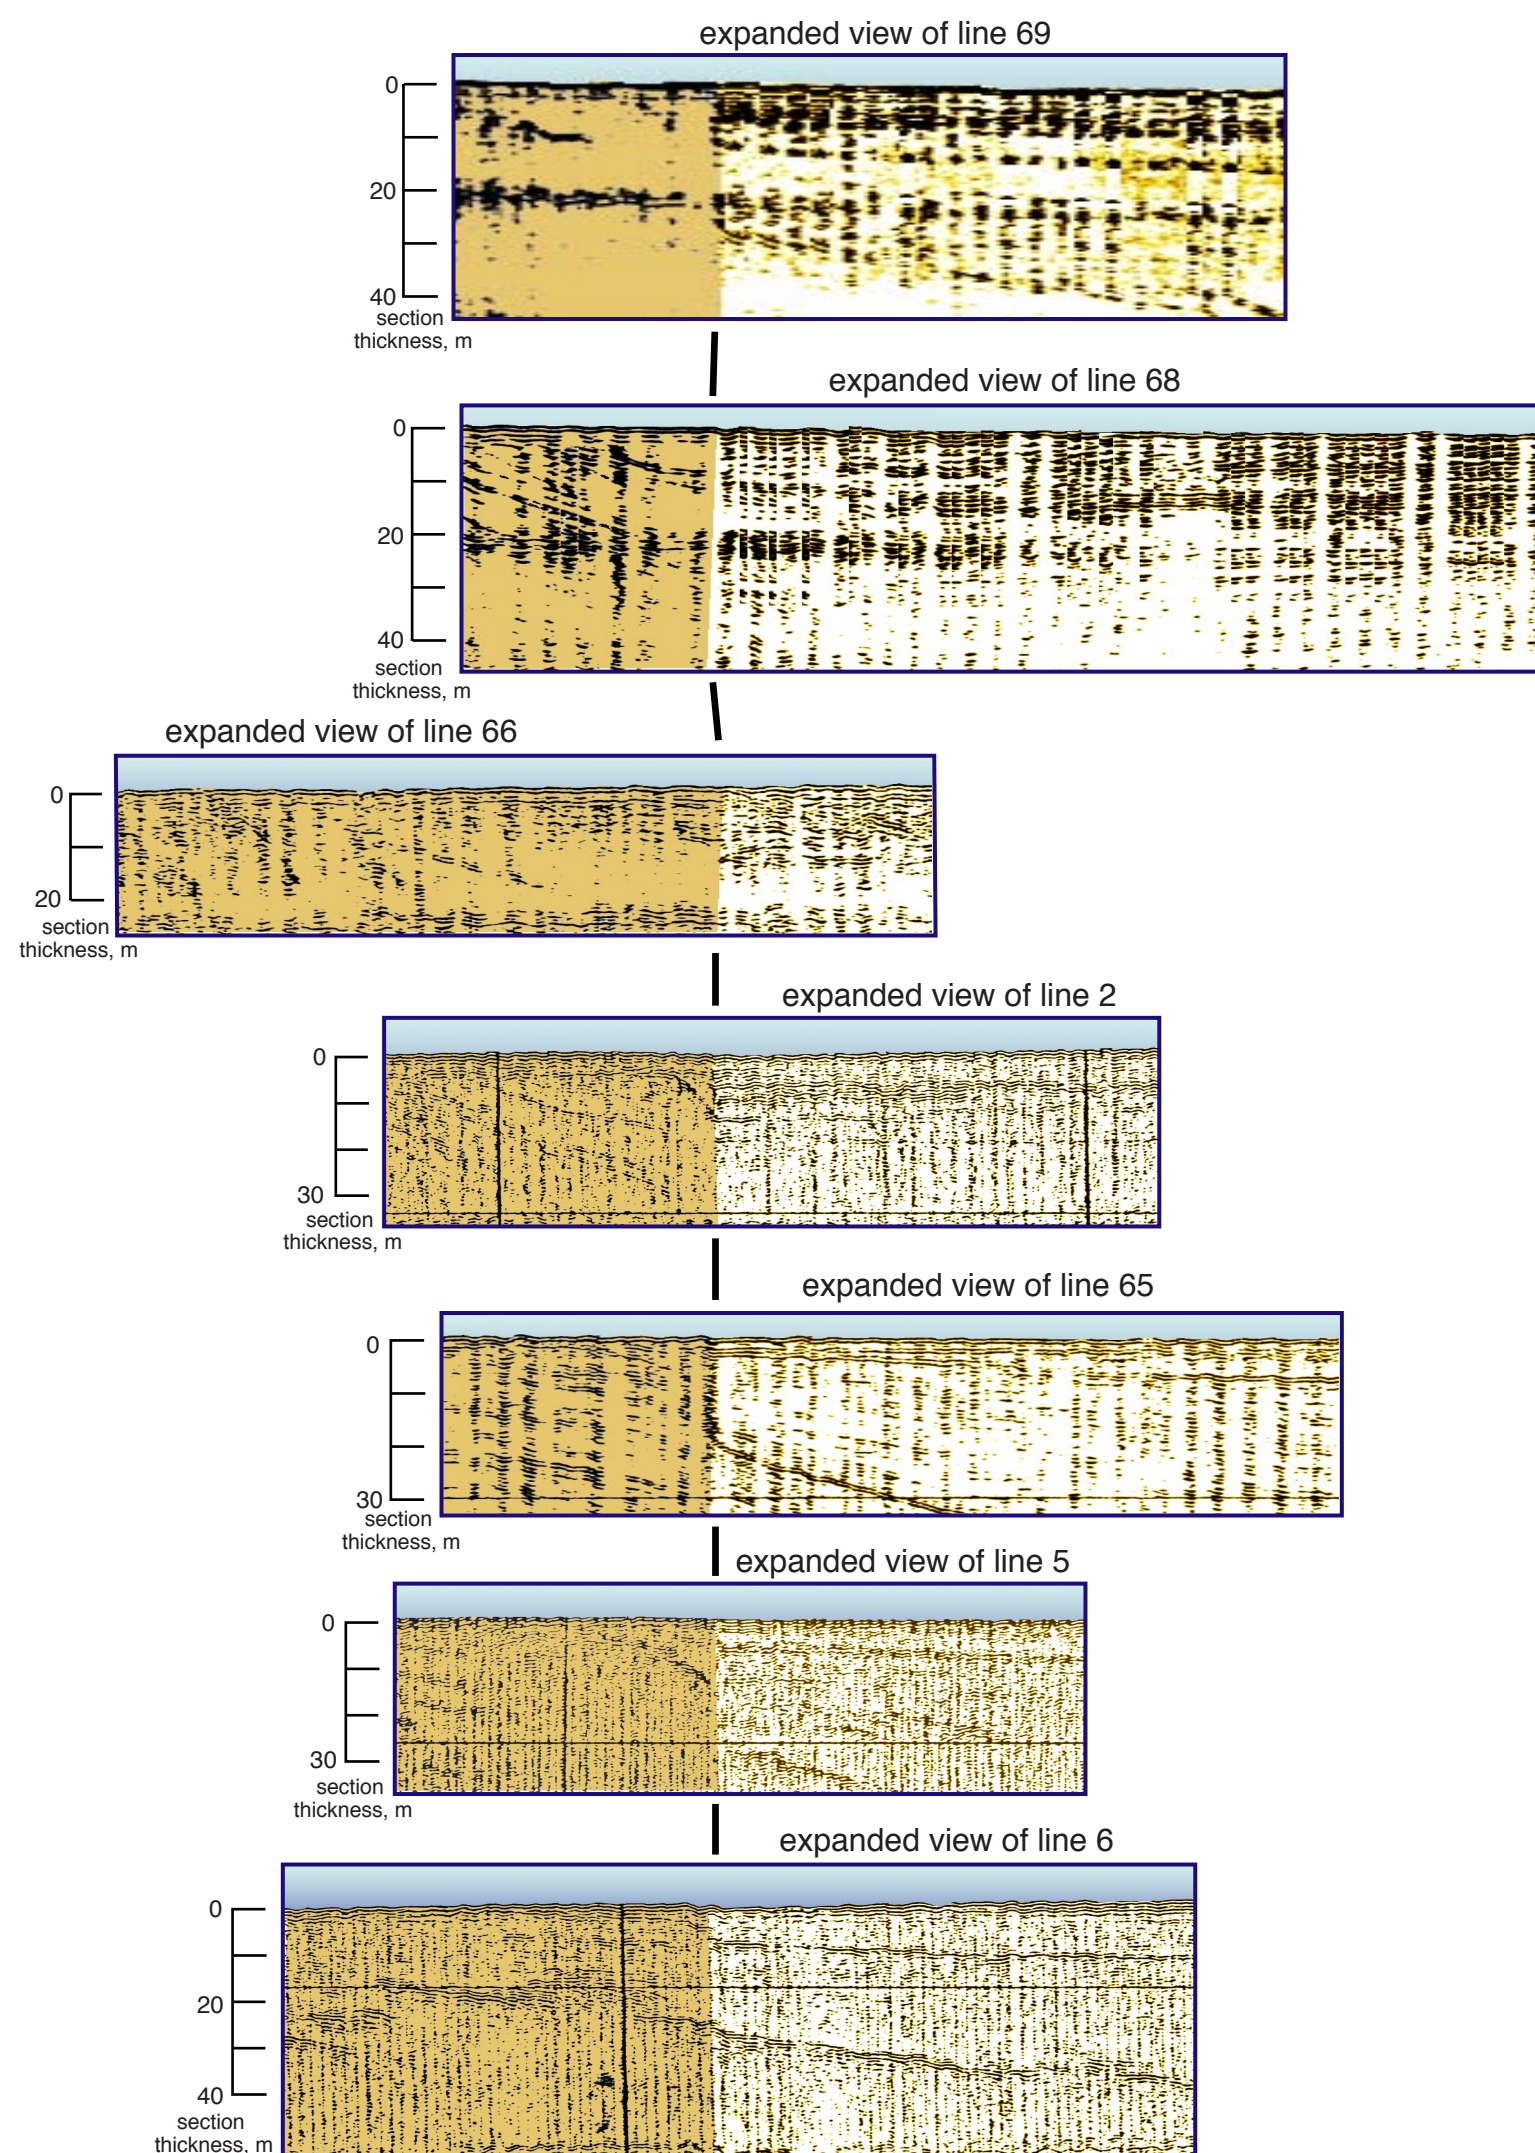 expanded view of line 69
0
20
40
section
thickness, m
expanded view of line 68
0
20
40
section
thickness, m
expanded view of line 66
0
20
section
thickness, m
expanded view of line 2
0
30
section
thickness, m
expanded view of line 65
0
30
section
thickness, m
expanded view of line 5
0
30
section
thickness, m
expanded view of line 6
0
20
40
section
thickness, m